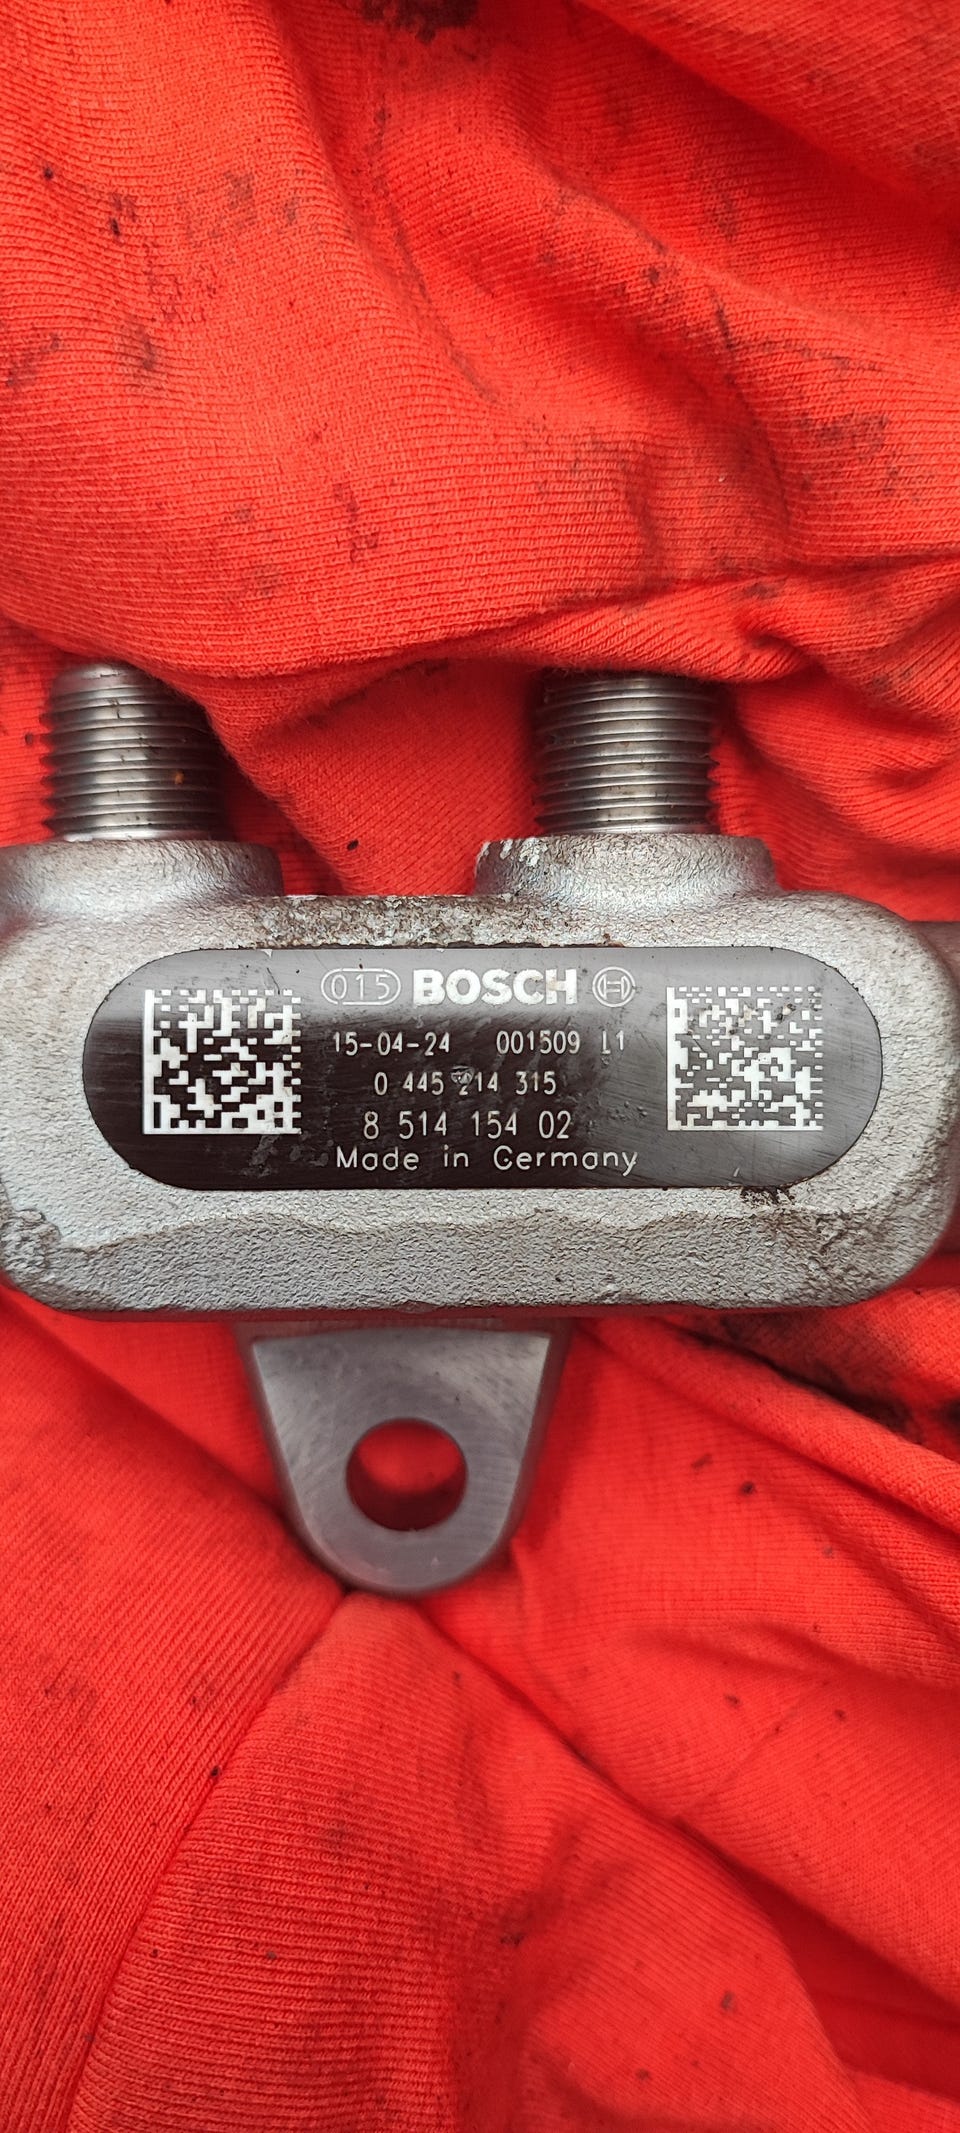 015 BOSCH
15-04-24 001509 L1
0 445 214 315
8 514 154 02
Made in Germany